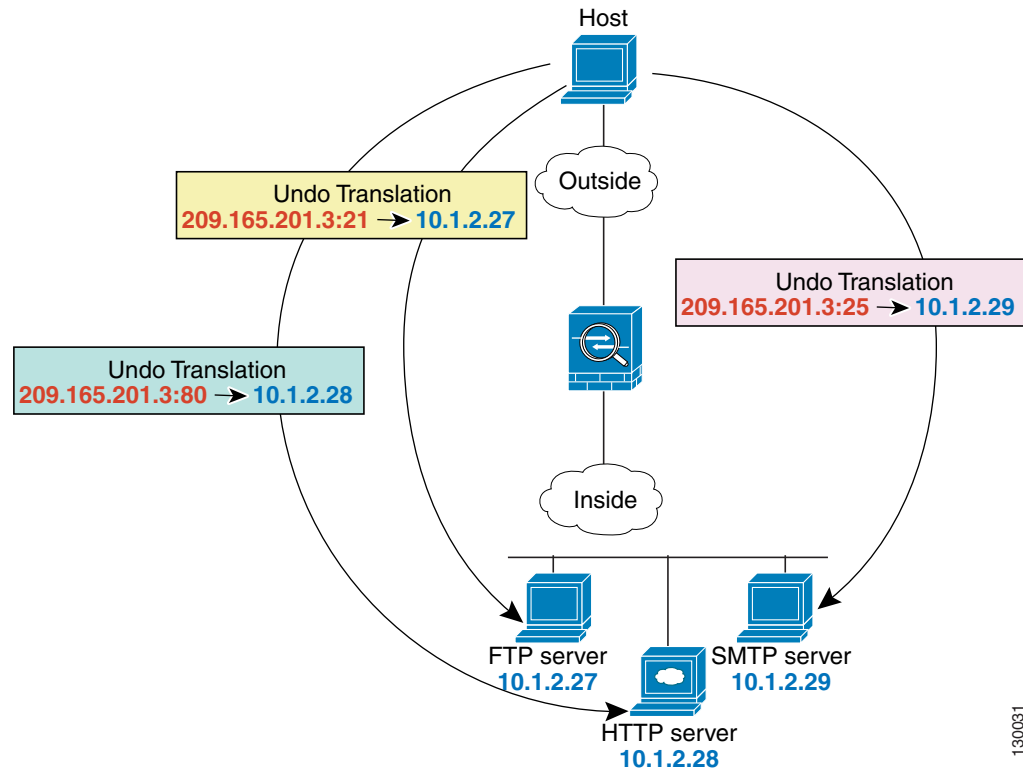 Host
Outside
Undo Translation
209.165.201.3:21 → 10.1.2.27
Undo Translation
209.165.201.3:25 → 10.1.2.29
Undo Translation
209.165.201.3:80 → 10.1.2.28
Inside
FTP server
10.1.2.27
SMTP server
10.1.2.29
HTTP server
10.1.2.28
130031